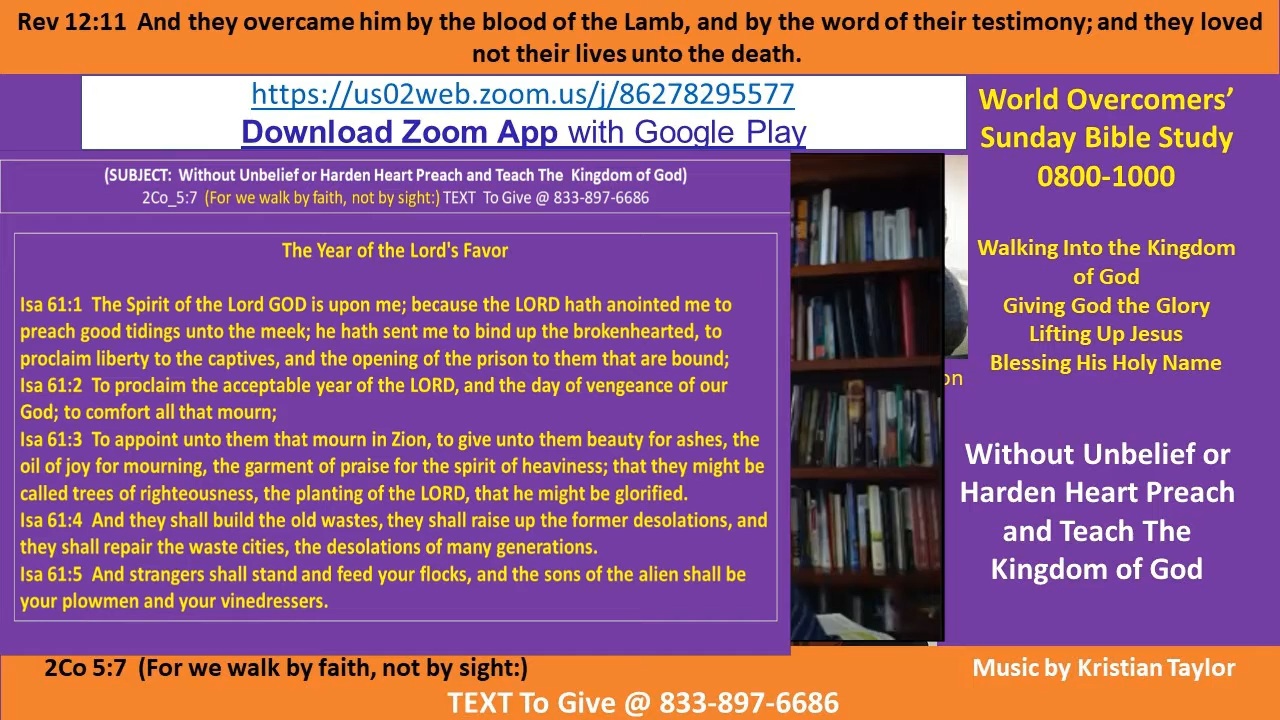 Rev 12:11  And they overcame him by the blood of the Lamb, and by the word of their testimony; and they loved
not their lives unto the death.
https://us02web.zoom.us/j/86278295577
Download Zoom App with Google Play
(SUBJECT:  Without Unbelief or Harden Heart Preach and Teach The  Kingdom of God)
2Co_5:7  (For we walk by faith, not by sight:) TEXT  To Give @ 833-897-6686
The Year of the Lord's Favor
Isa 61:1  The Spirit of the Lord GOD is upon me; because the LORD hath anointed me to
preach good tidings unto the meek; he hath sent me to bind up the brokenhearted, to
proclaim liberty to the captives, and the opening of the prison to them that are bound;
Isa 61:2  To proclaim the acceptable year of the LORD, and the day of vengeance of our
God; to comfort all that mourn;
Isa 61:3  To appoint unto them that mourn in Zion, to give unto them beauty for ashes, the
oil of joy for mourning, the garment of praise for the spirit of heaviness; that they might be
called trees of righteousness, the planting of the LORD, that he might be glorified.
Isa 61:4  And they shall build the old wastes, they shall raise up the former desolations, and
they shall repair the waste cities, the desolations of many generations.
Isa 61:5  And strangers shall stand and feed your flocks, and the sons of the alien shall be
your plowmen and your vinedressers.
on
World Overcomers’
Sunday Bible Study
0800-1000
Walking Into the Kingdom
of God
Giving God the Glory
Lifting Up Jesus
Blessing His Holy Name
Without Unbelief or
Harden Heart Preach
and Teach The
Kingdom of God
2Co 5:7  (For we walk by faith, not by sight:)
Music by Kristian Taylor
TEXT To Give @ 833-897-6686